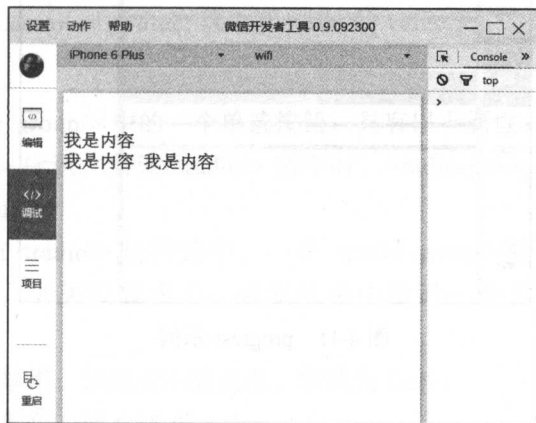 设置 动作 帮助 微信开发者工具 0.9.092300
iPhone 6 Plus wifi Console »
top
编辑
我是内容
我是内容 我是内容
调试
项目
重启